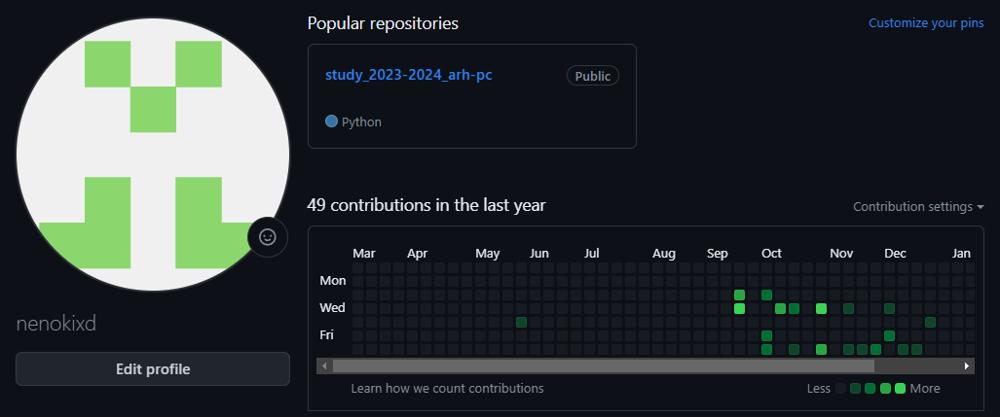 Popular repositories
Customize your pins
study_2023-2024_arh-pc
Public
Python
nenokixd
Edit profile
49 contributions in the last year
Contribution settings
Mar Apr May Jun Jul Aug Sep Oct Nov Dec Jan
Mon
Wed
Fri
Learn how we count contributions
Less More